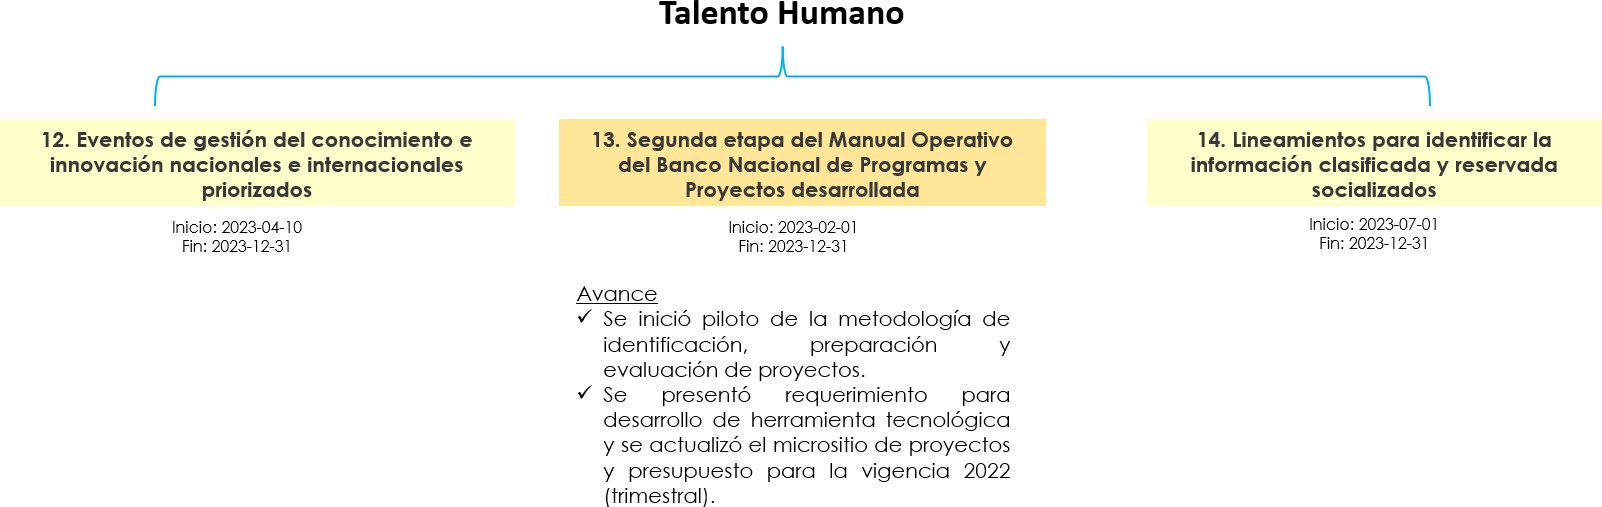 Talento Humano
12. Eventos de gestión del conocimiento e
innovación nacionales e internacionales
priorizados
Inicio: 2023-04-10
Fin: 2023-12-31
13. Segunda etapa del Manual Operativo
del Banco Nacional de Programas y
Proyectos desarrollada
Inicio: 2023-02-01
Fin: 2023-12-31
Avance
✓ Se inició piloto de la metodología de
identificación, preparación y
evaluación de proyectos.
✓ Se presentó requerimiento para
desarrollo de herramienta tecnológica
y se actualizó el micrositio de proyectos
y presupuesto para la vigencia 2022
(trimestral).
14. Lineamientos para identificar la
información clasificada y reservada
socializados
Inicio: 2023-07-01
Fin: 2023-12-31